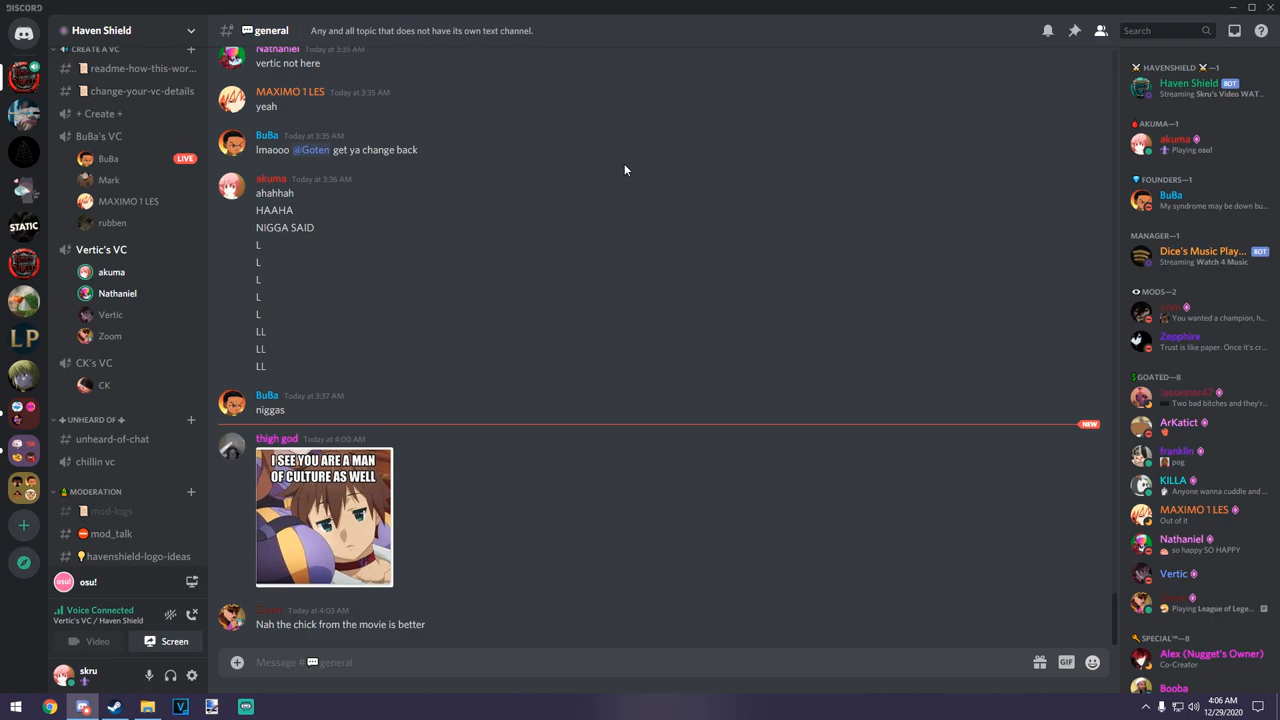 DISCORD
Haven Shield
general
Any and all topic that does not have its own text channel.
Search
CREATE A VC
readme-how-this-wor...
change-your-vc-details
+ Create +
BuBa's VC
BuBa
LIVE
Mark
MAXIMO 1 LES
rubben
Vertic's VC
akuma
Nathaniel
Vertic
Zoom
CK's VC
CK
UNHEARD OF
unheard-of-chat
chillin vc
MODERATION
mod-logs
mod_talk
havenshield-logo-ideas
osu!
osu!
Voice Connected
Vertic's VC / Haven Shield
Video
Screen
skru
STATIC
LP
Nathaniel Today at 3:35 AM
vertic not here
MAXIMO 1 LES Today at 3:35 AM
yeah
BuBa Today at 3:35 AM
lmaooo @Goten get ya change back
akuma Today at 3:36 AM
ahahhah
HAAHA
NIGGA SAID
L
L
L
L
L
LL
LL
LL
BuBa Today at 3:37 AM
niggas
NEW
thigh god Today at 4:00 AM
I SEE YOU ARE A MAN
OF CULTURE AS WELL
Zoom Today at 4:03 AM
Nah the chick from the movie is better
Message # general
GIF
HAVENSHIELD —1
Haven Shield BOT
Streaming Skru's Video WAT...
AKUMA—1
akuma
Playing osu!
FOUNDERS—1
BuBa
My syndrome may be down bu...
MANAGER—1
Dice's Music Play... BOT
Streaming Watch 4 Music
MODS—2
You wanted a champion, h...
Zepphire
Trust is like paper. Once it's cr...
GOATED—8
!asseater47
Two bad bitches and they'r...
ArKatict
franklin
pog
KILLA
Anyone wanna cuddle and ...
MAXIMO 1 LES
Out of it
Nathaniel
so happy SO HAPPY
Vertic
Zoom
Playing League of Lege...
SPECIAL™—8
Alex (Nugget's Owner)
Co-Creator
Booba
4:06 AM
12/29/2020